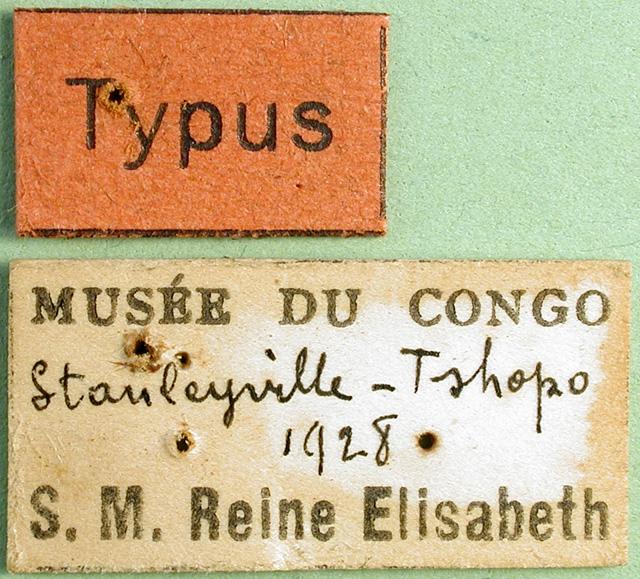 Typus
MUSÉE DU CONGO
Stanleyville - Tshopo
1928
S. M. Reine Elisabeth